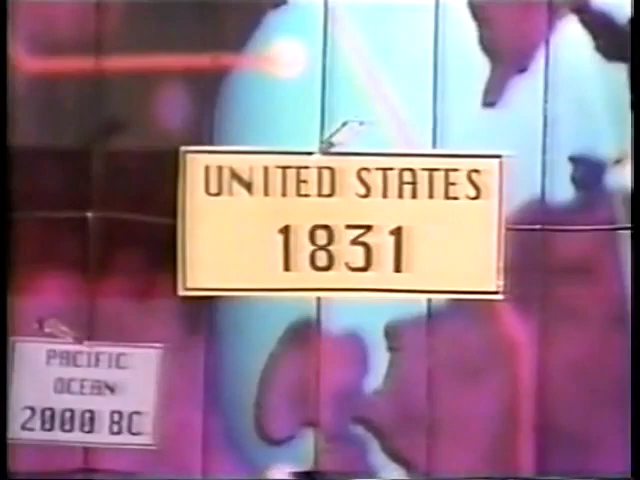 UNITED STATES
1831
PACIFIC
OCEAN
2000 BC